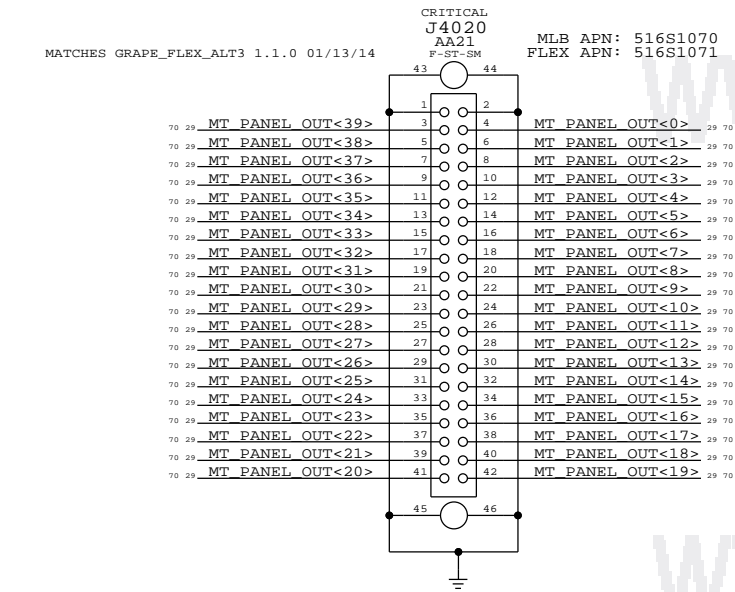 CRITICAL
J4020
AA21
F-ST-SM
MLB APN: 516S1070
FLEX APN: 516S1071
MATCHES GRAPE_FLEX_ALT3 1.1.0 01/13/14
43 44
1 2
70 29 MT_PANEL_OUT<39> 3 4 MT_PANEL_OUT<0> 29 70
70 29 MT_PANEL_OUT<38> 5 6 MT_PANEL_OUT<1> 29 70
70 29 MT_PANEL_OUT<37> 7 8 MT_PANEL_OUT<2> 29 70
70 29 MT_PANEL_OUT<36> 9 10 MT_PANEL_OUT<3> 29 70
70 29 MT_PANEL_OUT<35> 11 12 MT_PANEL_OUT<4> 29 70
70 29 MT_PANEL_OUT<34> 13 14 MT_PANEL_OUT<5> 29 70
70 29 MT_PANEL_OUT<33> 15 16 MT_PANEL_OUT<6> 29 70
70 29 MT_PANEL_OUT<32> 17 18 MT_PANEL_OUT<7> 29 70
70 29 MT_PANEL_OUT<31> 19 20 MT_PANEL_OUT<8> 29 70
70 29 MT_PANEL_OUT<30> 21 22 MT_PANEL_OUT<9> 29 70
70 29 MT_PANEL_OUT<29> 23 24 MT_PANEL_OUT<10> 29 70
70 29 MT_PANEL_OUT<28> 25 26 MT_PANEL_OUT<11> 29 70
70 29 MT_PANEL_OUT<27> 27 28 MT_PANEL_OUT<12> 29 70
70 29 MT_PANEL_OUT<26> 29 30 MT_PANEL_OUT<13> 29 70
70 29 MT_PANEL_OUT<25> 31 32 MT_PANEL_OUT<14> 29 70
70 29 MT_PANEL_OUT<24> 33 34 MT_PANEL_OUT<15> 29 70
70 29 MT_PANEL_OUT<23> 35 36 MT_PANEL_OUT<16> 29 70
70 29 MT_PANEL_OUT<22> 37 38 MT_PANEL_OUT<17> 29 70
70 29 MT_PANEL_OUT<21> 39 40 MT_PANEL_OUT<18> 29 70
70 29 MT_PANEL_OUT<20> 41 42 MT_PANEL_OUT<19> 29 70
45 46